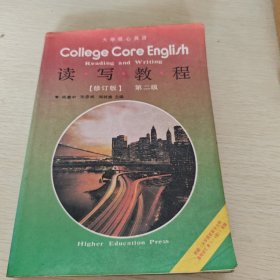 大学核心英语
College Core English
Reading and Writing
读·写·教·程
【修订版】 第二级
Higher Education Press